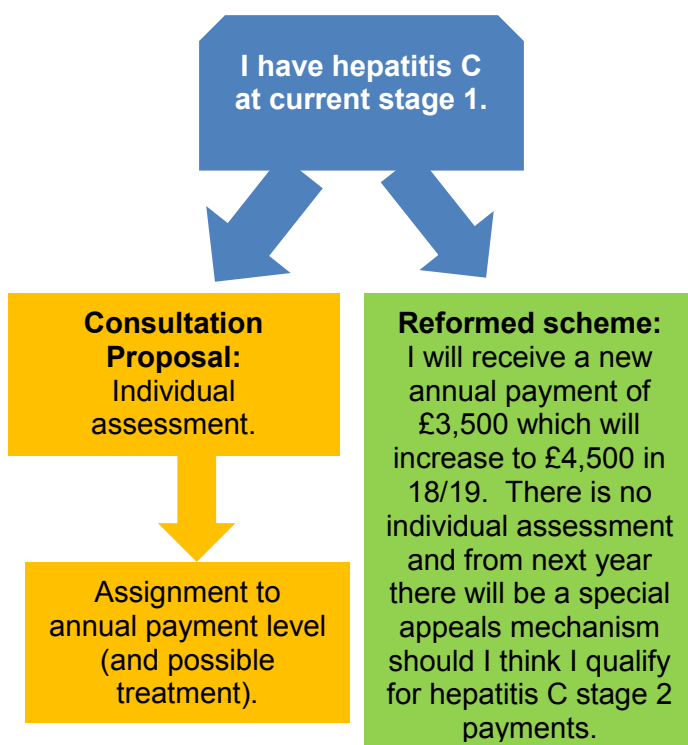 I have hepatitis C
at current stage 1.
Consultation
Proposal:
Individual
assessment.
Assignment to
annual payment level
(and possible
treatment).
Reformed scheme:
I will receive a new
annual payment of
£3,500 which will
increase to £4,500 in
18/19.  There is no
individual assessment
and from next year
there will be a special
appeals mechanism
should I think I qualify
for hepatitis C stage 2
payments.